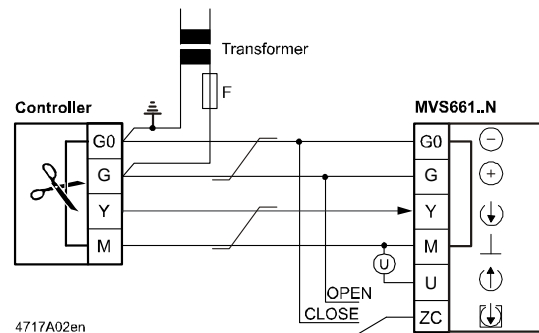 Transformer
F
Controller
MVS661..N
G0
G0
G
G
Y
Y
M
M
U
U
OPEN
CLOSE
ZC
4717A02en